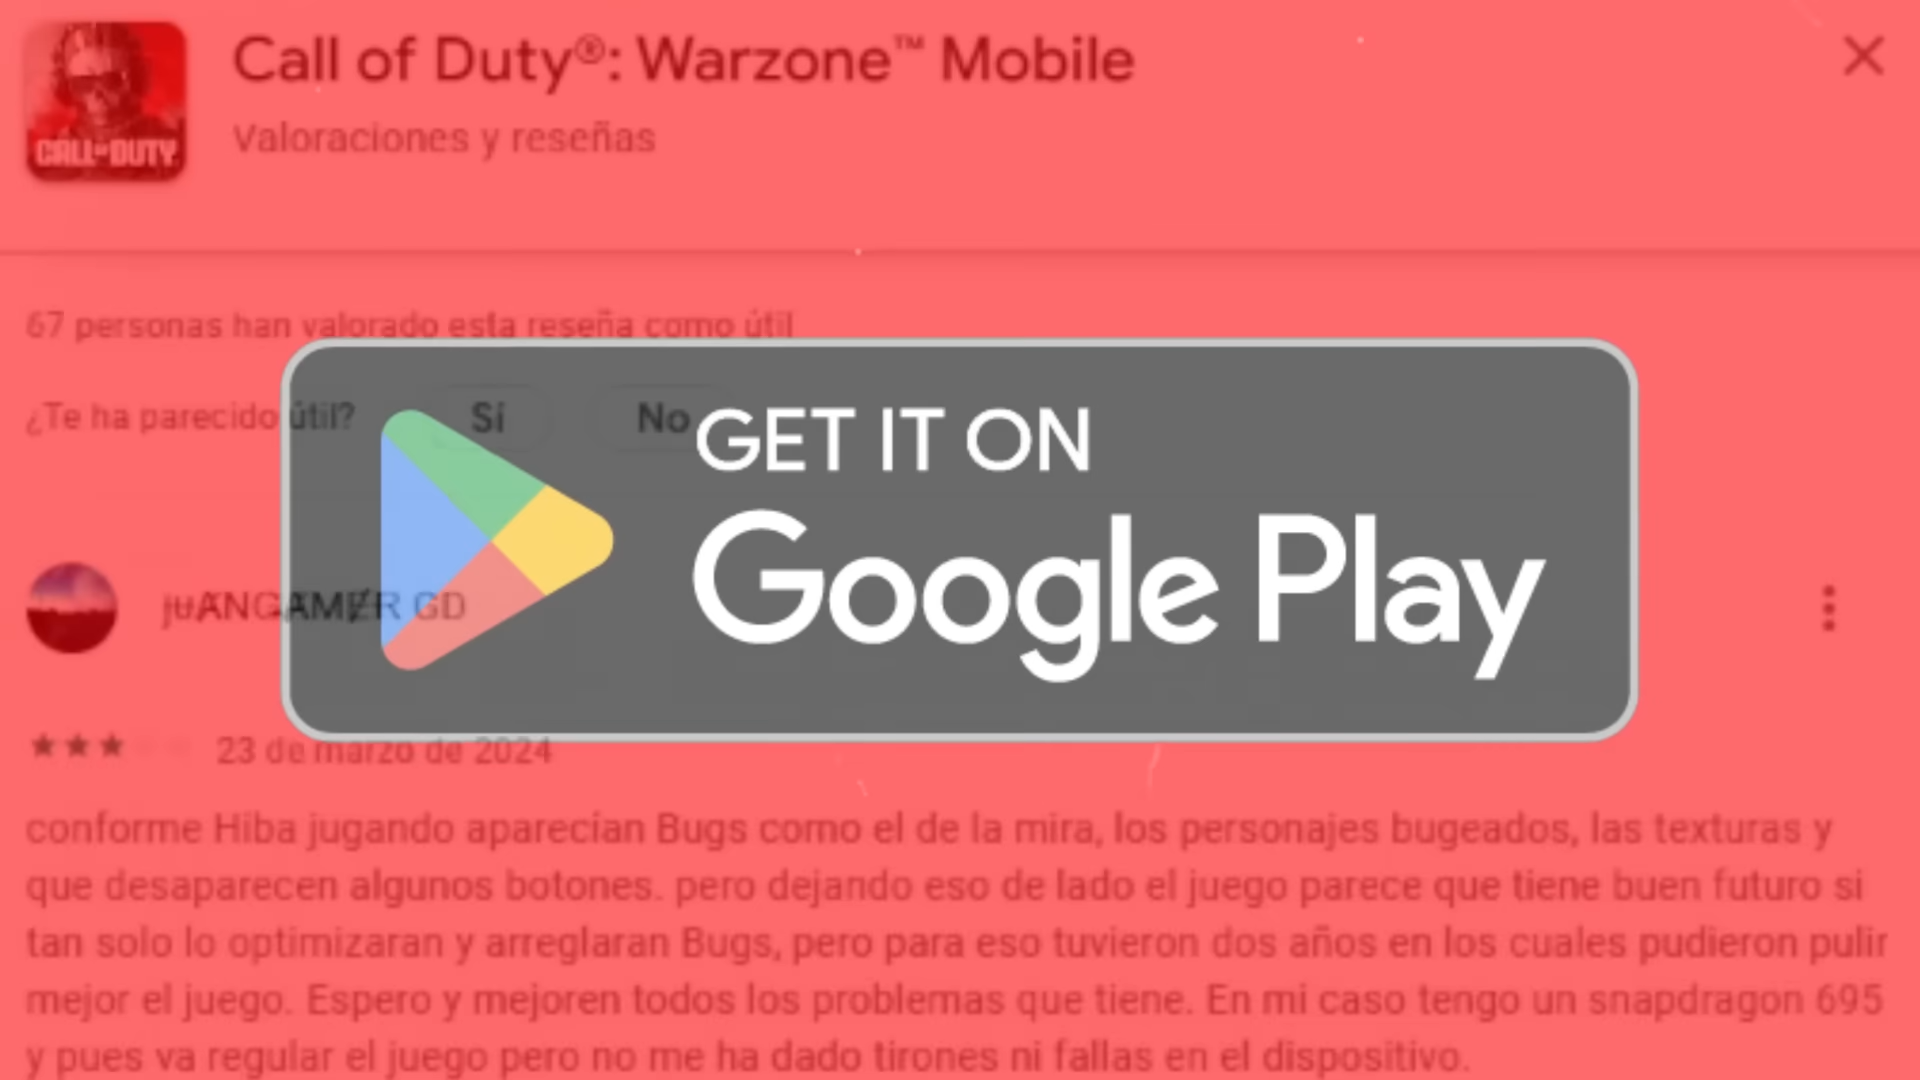 Call of Duty®: Warzone™ Mobile
CALL OF DUTY
Valoraciones y reseñas
67 personas han valorado esta reseña como útil
¿Te ha parecido útil? Sí No
GET IT ON
Google Play
juANGAMER GD
23 de marzo de 2024
conforme Hiba jugando aparecian Bugs como el de la mira, los personajes bugeados, las texturas y
que desaparecen algunos botones. pero dejando eso de lado el juego parece que tiene buen futuro si
tan solo lo optimizaran y arreglaran Bugs, pero para eso tuvieron dos años en los cuales pudieron pulir
mejor el juego. Espero y mejoren todos los problemas que tiene. En mi caso tengo un snapdragon 695
y pues va regular el juego pero no me ha dado tirones ni fallas en el dispositivo.